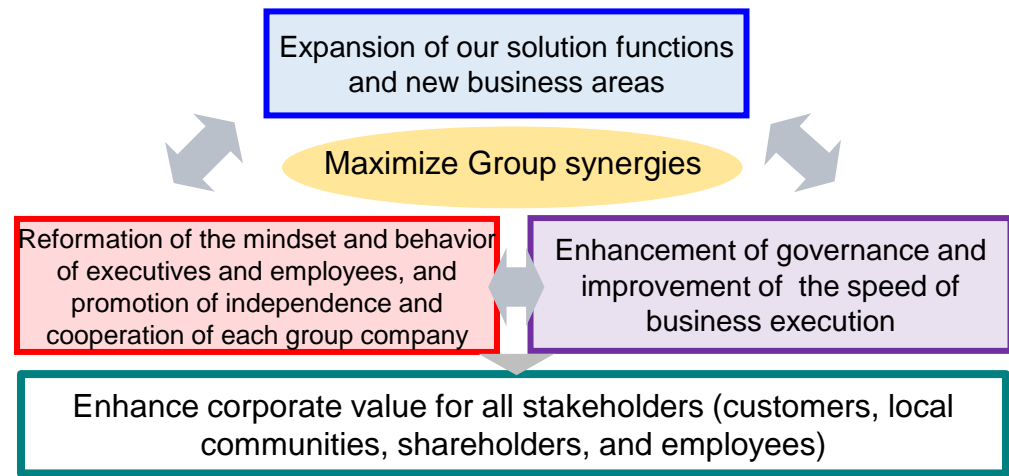 Expansion of our solution functions
and new business areas
Maximize Group synergies
Reformation of the mindset and behavior
of executives and employees, and
promotion of independence and
cooperation of each group company
Enhancement of governance and
improvement of  the speed of
business execution
Enhance corporate value for all stakeholders (customers, local
communities, shareholders, and employees)